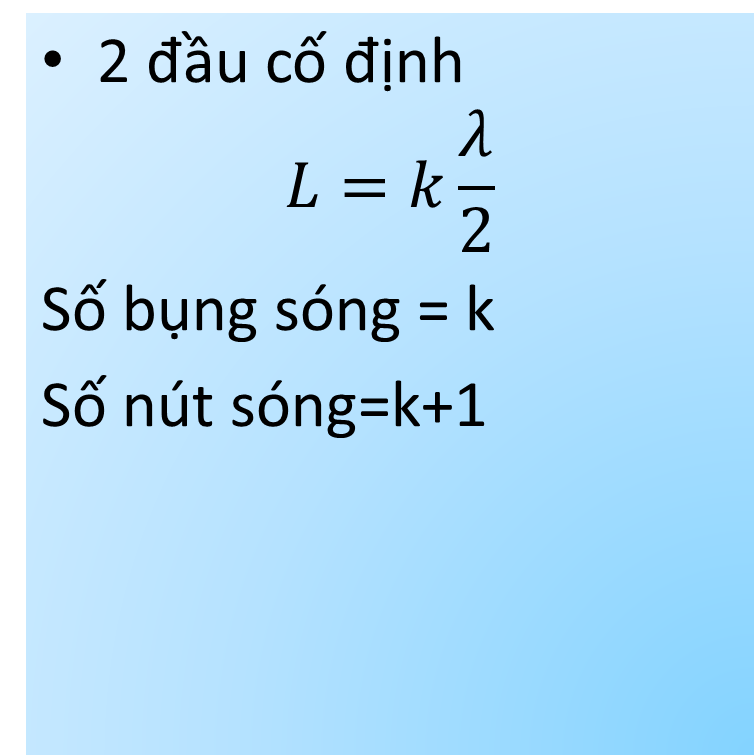 • 2 đầu cố định
L = k λ/2
Số bụng sóng = k
Số nút sóng=k+1